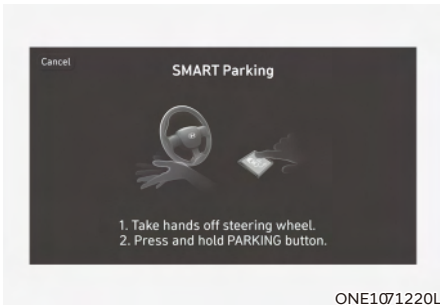 Cancel
SMART Parking
1. Take hands off steering wheel.
2. Press and hold PARKING button.
ONE1071220L